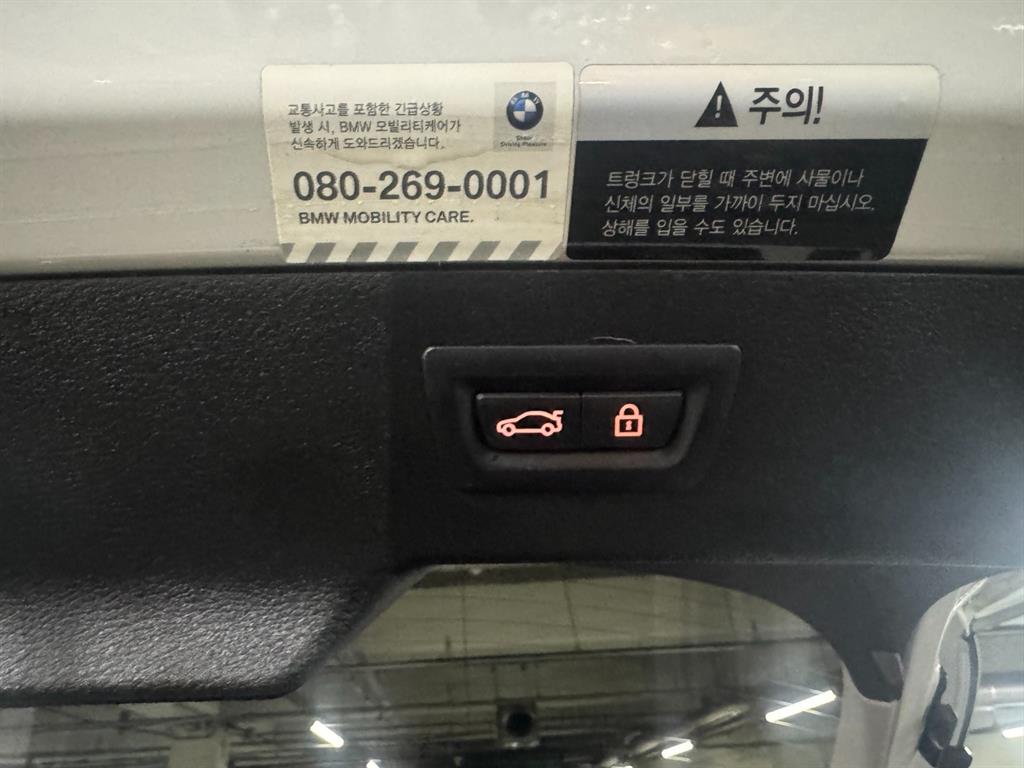 교통사고를 포함한 긴급상황
발생 시, BMW 모빌리티케어가
신속하게 도와드리겠습니다.
BMW
Sheer
Driving Pleasure
080-269-0001
BMW MOBILITY CARE.
주의!
트렁크가 닫힐 때 주변에 사물이나
신체의 일부를 가까이 두지 마십시오.
상해를 입을 수도 있습니다.